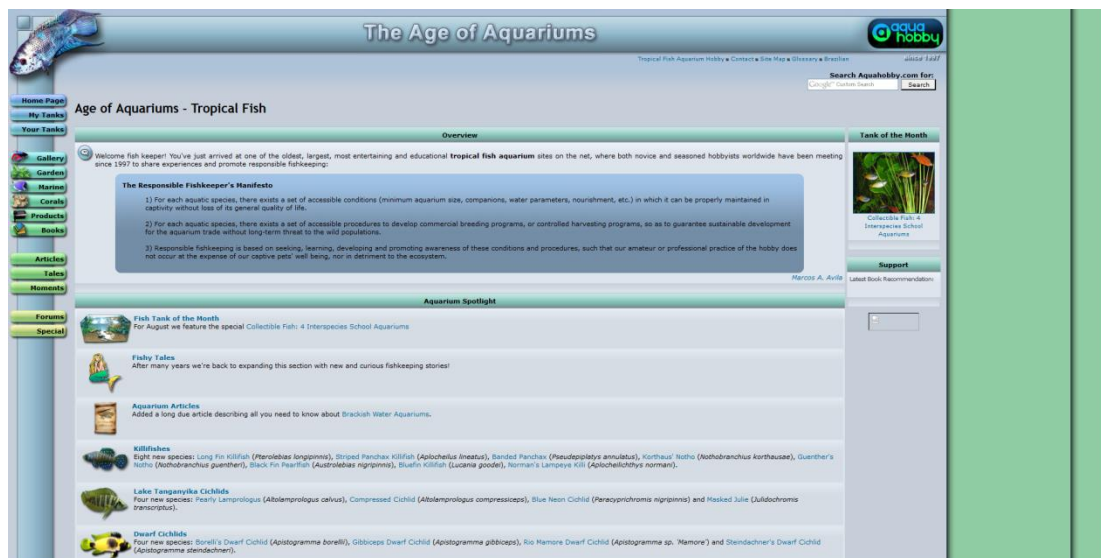 The Age of Aquariums
aqua hobby
Tropical Fish Aquarium Hobby Contact Site Map Glossary Brazilian
Search Aquahobby.com for:
Google Custom Search
Search
Home Page
My Tanks
Your Tanks
Gallery
Garden
Marine
Corals
Products
Books
Articles
Tales
Moments
Forums
Special
Age of Aquariums - Tropical Fish
Overview
Welcome fish keeper! You've just arrived at one of the oldest, largest, most entertaining and educational tropical fish aquarium sites on the net, where both novice and seasoned hobbyists worldwide have been meeting
since 1997 to share experiences and promote responsible fishkeeping:
The Responsible Fishkeeper's Manifesto
1) For each aquatic species, there exists a set of accessible conditions (minimum aquarium size, companions, water parameters, nourishment, etc.) in which it can be properly maintained in
captivity without loss of its general quality of life.
2) For each aquatic species, there exists a set of accessible procedures to develop commercial breeding programs, or controlled harvesting programs, so as to guarantee sustainable development
for the aquarium trade without long-term threat to the wild populations.
3) Responsible fishkeeping is based on seeking, learning, developing and promoting awareness of these conditions and procedures, such that our amateur or professional practice of the hobby does
not occur at the expense of our captive pets' well being, nor in detriment to the ecosystem.
Marcos A. Avila
Tank of the Month
Collectible Fish: 4
Interspecies School
Aquariums
Support
Latest Book Recommendation:
Aquarium Spotlight
Fish Tank of the Month
For August we feature the special Collectible Fish: 4 Interspecies School Aquariums
Fishy Tales
After many years we're back to expanding this section with new and curious fishkeeping stories!
Aquarium Articles
Added a long due article describing all you need to know about Brackish Water Aquariums.
Killifishes
Eight new species: Long Fin Killifish (Pterolebias longipinnis), Striped Panchax Killifish (Aplocheilus lineatus), Banded Panchax (Pseudepiplatys annulatus), Korthaus' Notho (Nothobranchius korthausae), Guenther's
Notho (Nothobranchius guentheri), Black Fin Pearlfish (Austrolebias nigripinnis), Bluefin Killifish (Lucania goodei), Norman's Lampeye Killi (Aplocheilichthys normani).
Lake Tanganyika Cichlids
Four new species: Pearly Lamprologus (Altolamprologus calvus), Compressed Cichlid (Altolamprologus compressiceps), Blue Neon Cichlid (Paracyprichromis nigripinnis) and Masked Julie (Julidochromis
transcriptus).
Dwarf Cichlids
Four new species: Borelli's Dwarf Cichlid (Apistogramma borellii), Gibbiceps Dwarf Cichlid (Apistogramma gibbiceps), Rio Mamore Dwarf Cichlid (Apistogramma sp. 'Mamore') and Steindachner's Dwarf Cichlid
(Apistogramma steindachneri).